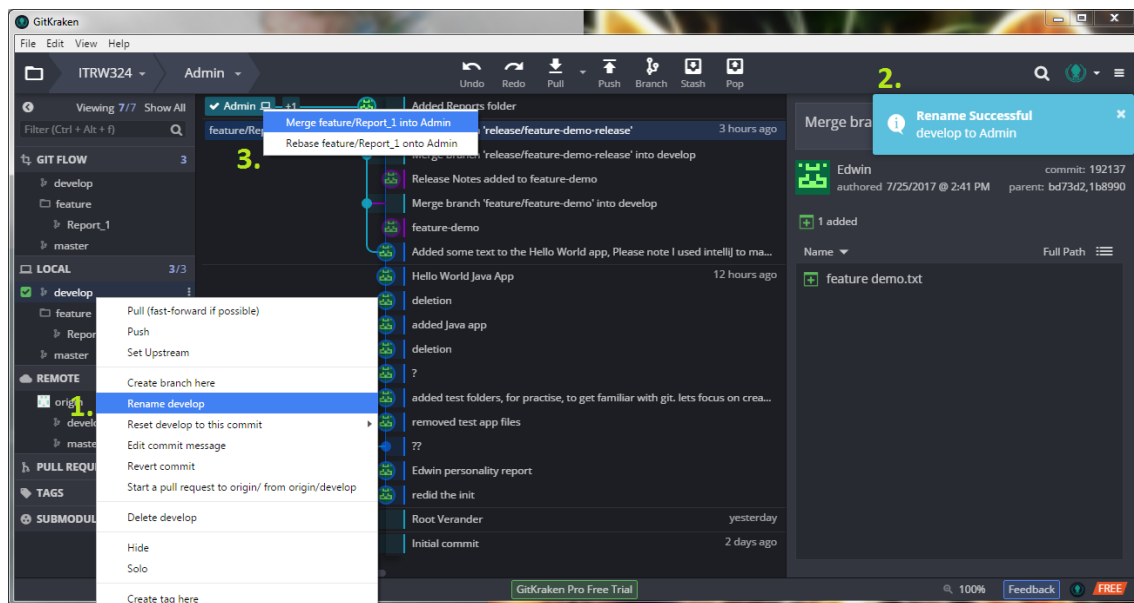 GitKraken
File Edit View Help
ITRW324 Admin
Undo Redo Pull Push Branch Stash Pop
2.
Viewing 7/7 Show All
Filter (Ctrl + Alt + f)
GIT FLOW 3
develop
feature
Report_1
master
LOCAL 3/3
develop
feature
Repor
master
REMOTE
origin
develo
maste
PULL REQU
TAGS
SUBMODUL
1.
Pull (fast-forward if possible)
Push
Set Upstream
Create branch here
Rename develop
Reset develop to this commit
Edit commit message
Revert commit
Start a pull request to origin/ from origin/develop
Delete develop
Hide
Solo
Create tag here
Admin +1
feature/Rep
Merge feature/Report_1 into Admin
Rebase feature/Report_1 onto Admin
3.
Added Reports folder
'release/feature-demo-release' 3 hours ago
Merge branch 'release/feature-demo-release' into develop
Release Notes added to feature-demo
Merge branch 'feature/feature-demo' into develop
feature-demo
Added some text to the Hello World app, Please note I used intellij to ma...
Hello World Java App 12 hours ago
deletion
added Java app
deletion
?
added test folders, for practise, to get familiar with git. lets focus on crea...
removed test app files
??
Edwin personality report
redid the init
Root Verander yesterday
Initial commit 2 days ago
Merge bra
Rename Successful
develop to Admin
Edwin
authored 7/25/2017 @ 2:41 PM
commit: 192137
parent: bd73d2,1b8990
1 added
Name Full Path
feature demo.txt
GitKraken Pro Free Trial
100% Feedback FREE